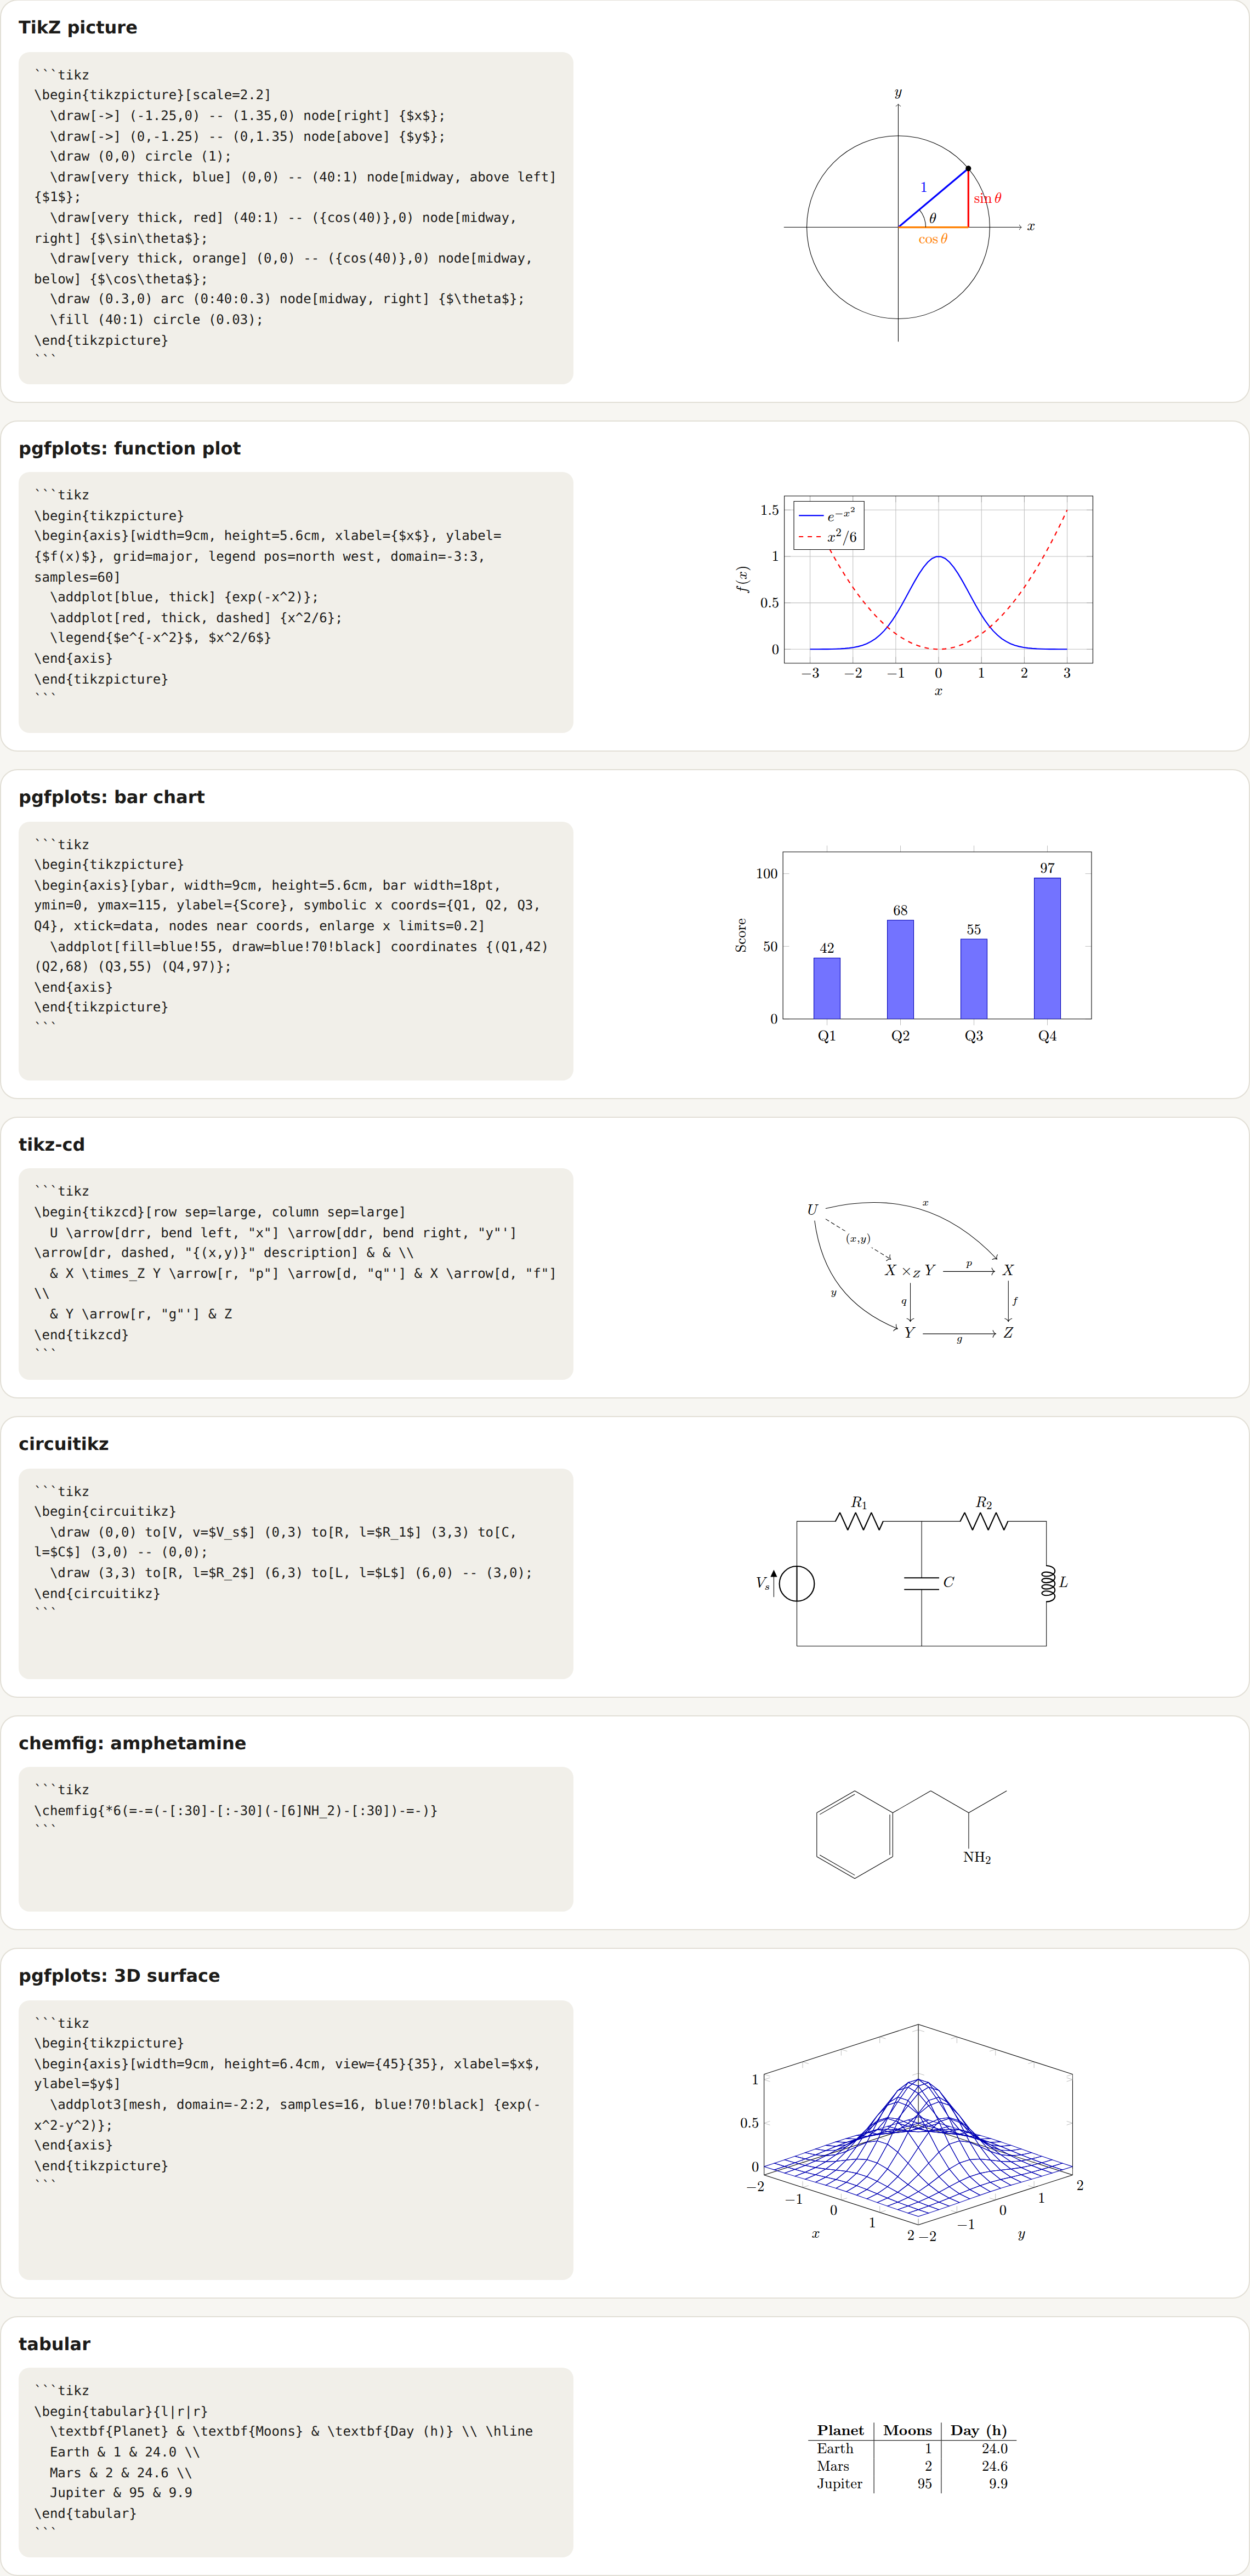 TikZ picture
```tikz
\begin{tikzpicture}[scale=2.2]
  \draw[->] (-1.25,0) -- (1.35,0) node[right] {$x$};
  \draw[->] (0,-1.25) -- (0,1.35) node[above] {$y$};
  \draw (0,0) circle (1);
  \draw[very thick, blue] (0,0) -- (40:1) node[midway, above left]
{$1$};
  \draw[very thick, red] (40:1) -- ({cos(40)},0) node[midway,
right] {$\sin\theta$};
  \draw[very thick, orange] (0,0) -- ({cos(40)},0) node[midway,
below] {$\cos\theta$};
  \draw (0.3,0) arc (0:40:0.3) node[midway, right] {$\theta$};
  \fill (40:1) circle (0.03);
\end{tikzpicture}
```
y
1
sin θ
θ
x
cos θ
pgfplots: function plot
```tikz
\begin{tikzpicture}
\begin{axis}[width=9cm, height=5.6cm, xlabel={$x$}, ylabel=
{$f(x)$}, grid=major, legend pos=north west, domain=-3:3,
samples=60]
  \addplot[blue, thick] {exp(-x^2)};
  \addplot[red, thick, dashed] {x^2/6};
  \legend{$e^{-x^2}$, $x^2/6$}
\end{axis}
\end{tikzpicture}
```
1.5
e^{-x^2}
x^2/6
1
f(x)
0.5
0
−3 −2 −1 0 1 2 3
x
pgfplots: bar chart
```tikz
\begin{tikzpicture}
\begin{axis}[ybar, width=9cm, height=5.6cm, bar width=18pt,
ymin=0, ymax=115, ylabel={Score}, symbolic x coords={Q1, Q2, Q3,
Q4}, xtick=data, nodes near coords, enlarge x limits=0.2]
  \addplot[fill=blue!55, draw=blue!70!black] coordinates {(Q1,42)
(Q2,68) (Q3,55) (Q4,97)};
\end{axis}
\end{tikzpicture}
```
97
100
68
55
Score
50
42
0
Q1 Q2 Q3 Q4
tikz-cd
```tikz
\begin{tikzcd}[row sep=large, column sep=large]
  U \arrow[drr, bend left, "x"] \arrow[ddr, bend right, "y"']
\arrow[dr, dashed, "{(x,y)}" description] & & \\
  & X \times_Z Y \arrow[r, "p"] \arrow[d, "q"'] & X \arrow[d, "f"]
\\
  & Y \arrow[r, "g"'] & Z
\end{tikzcd}
```
x
U
(x,y)
p
X ×_Z Y X
y
q f
Y Z
g
circuitikz
```tikz
\begin{circuitikz}
  \draw (0,0) to[V, v=$V_s$] (0,3) to[R, l=$R_1$] (3,3) to[C,
l=$C$] (3,0) -- (0,0);
  \draw (3,3) to[R, l=$R_2$] (6,3) to[L, l=$L$] (6,0) -- (3,0);
\end{circuitikz}
```
R₁ R₂
Vₛ C L
chemfig: amphetamine
```tikz
\chemfig{*6(=-=(-[:30]-[:-30](-[6]NH_2)-[:30])-=-)}
```
NH₂
pgfplots: 3D surface
```tikz
\begin{tikzpicture}
\begin{axis}[width=9cm, height=6.4cm, view={45}{35}, xlabel=$x$,
ylabel=$y$]
  \addplot3[mesh, domain=-2:2, samples=16, blue!70!black] {exp(-
x^2-y^2)};
\end{axis}
\end{tikzpicture}
```
1
0.5
0
−2 −1 0 1 2
x
−2 −1 0 1 2
y
tabular
```tikz
\begin{tabular}{l|r|r}
  \textbf{Planet} & \textbf{Moons} & \textbf{Day (h)} \\ \hline
  Earth & 1 & 24.0 \\
  Mars & 2 & 24.6 \\
  Jupiter & 95 & 9.9
\end{tabular}
```
Planet Moons Day (h)
Earth 1 24.0
Mars 2 24.6
Jupiter 95 9.9